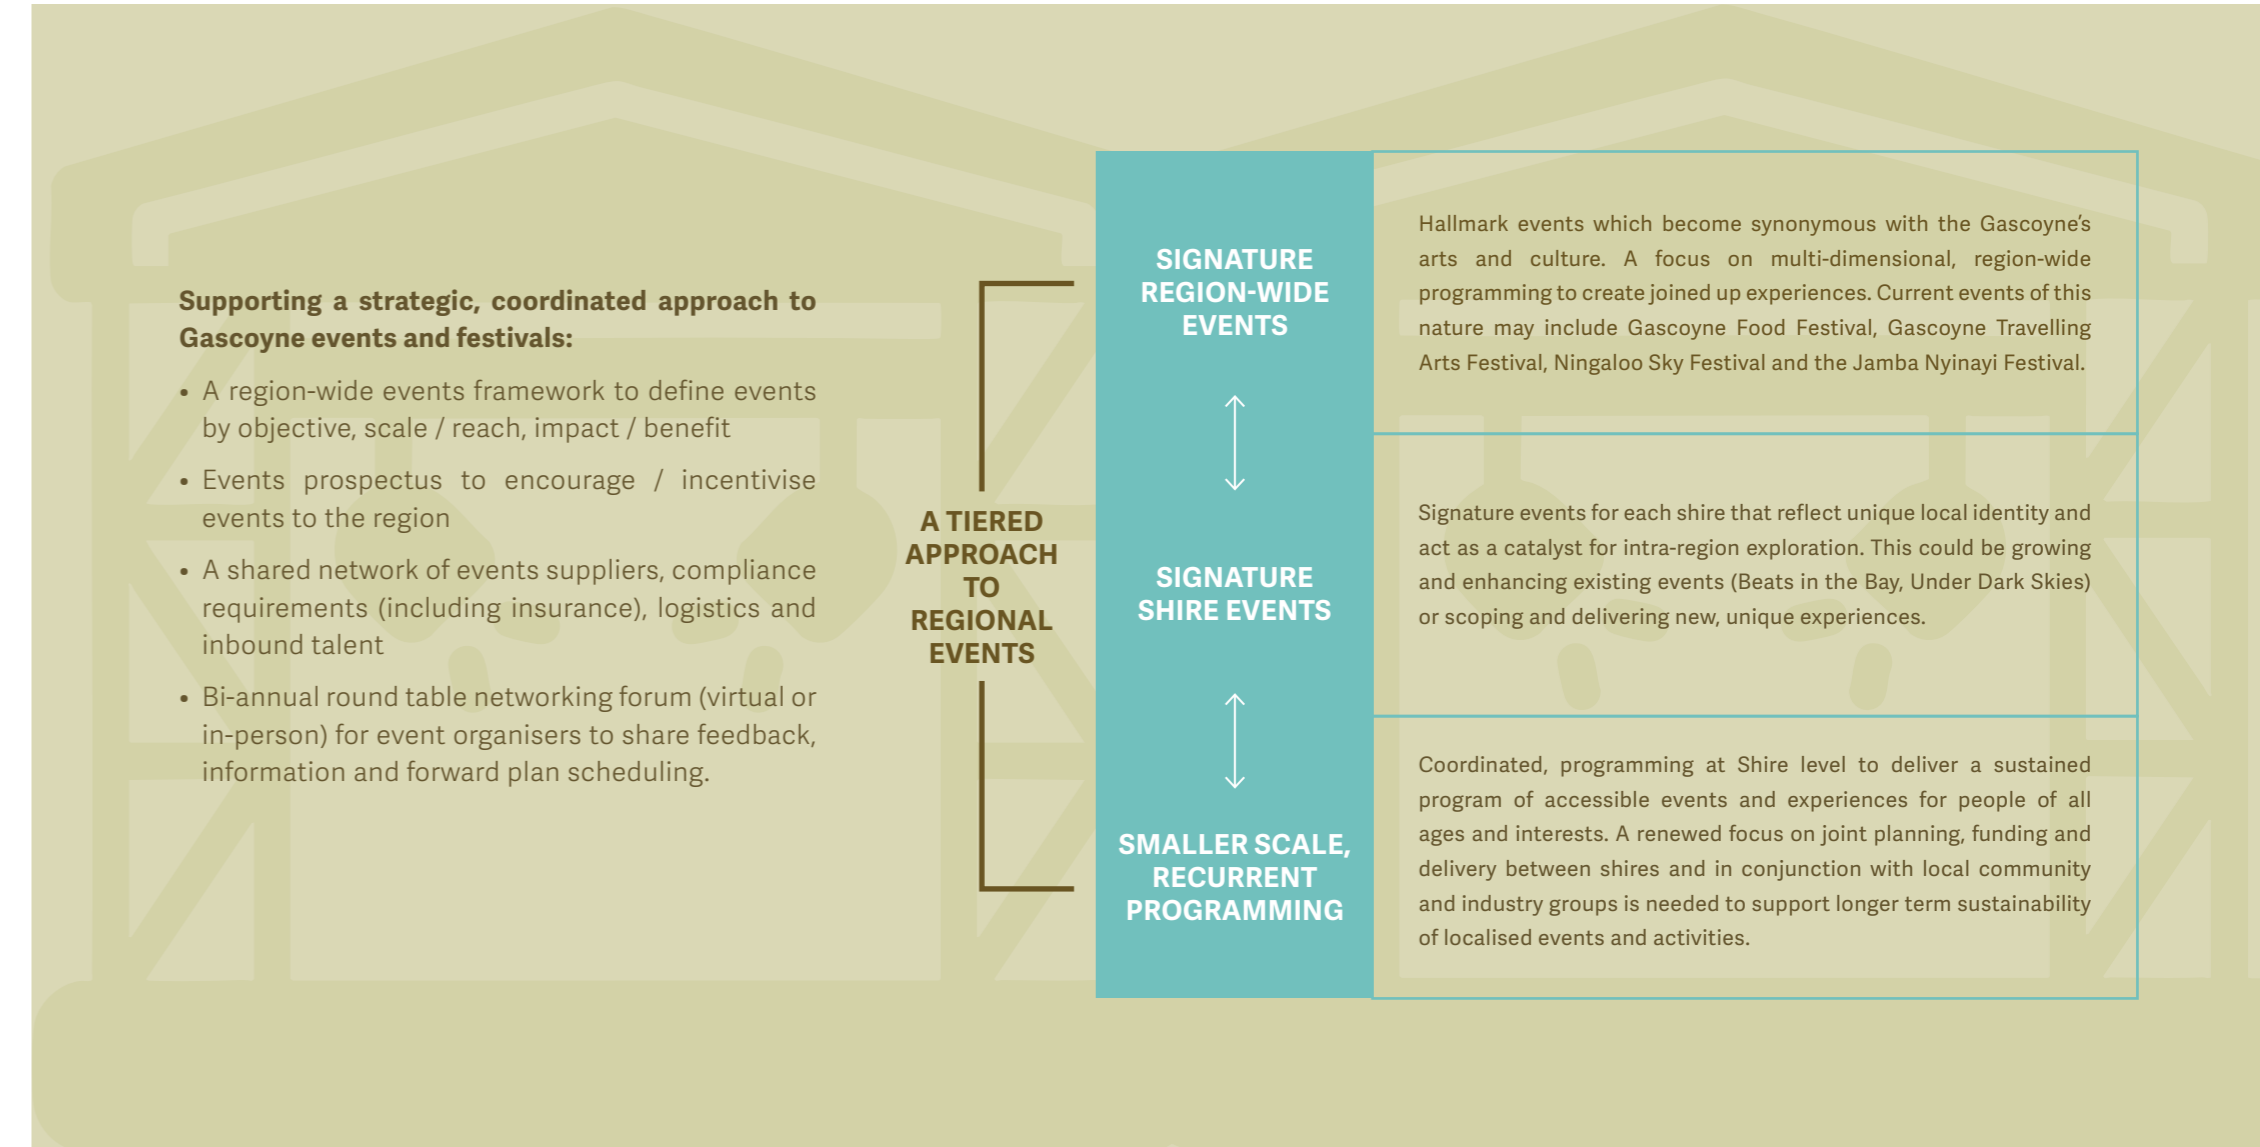 Supporting a strategic, coordinated approach to
Gascoyne events and festivals:
• A region-wide events framework to define events
by objective, scale / reach, impact / benefit
• Events prospectus to encourage / incentivise
events to the region
• A shared network of events suppliers, compliance
requirements (including insurance), logistics and
inbound talent
• Bi-annual round table networking forum (virtual or
in-person) for event organisers to share feedback,
information and forward plan scheduling.
A TIERED
APPROACH
TO
REGIONAL
EVENTS
SIGNATURE
REGION-WIDE
EVENTS
Hallmark events which become synonymous with the Gascoyne's
arts and culture. A focus on multi-dimensional, region-wide
programming to create joined up experiences. Current events of this
nature may include Gascoyne Food Festival, Gascoyne Travelling
Arts Festival, Ningaloo Sky Festival and the Jamba Nyinayi Festival.
SIGNATURE
SHIRE EVENTS
Signature events for each shire that reflect unique local identity and
act as a catalyst for intra-region exploration. This could be growing
and enhancing existing events (Beats in the Bay, Under Dark Skies)
or scoping and delivering new, unique experiences.
SMALLER SCALE,
RECURRENT
PROGRAMMING
Coordinated, programming at Shire level to deliver a sustained
program of accessible events and experiences for people of all
ages and interests. A renewed focus on joint planning, funding and
delivery between shires and in conjunction with local community
and industry groups is needed to support longer term sustainability
of localised events and activities.